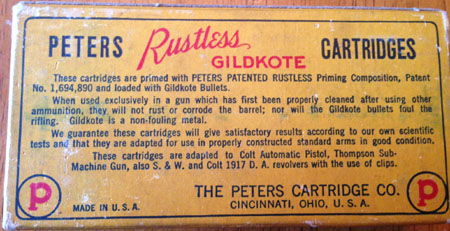 PETERS Rustless GILDKOTE CARTRIDGES
These cartridges are primed with PETERS PATENTED RUSTLESS Priming Composition, Patent
No. 1,694,890 and loaded with Gildkote Bullets.
When used exclusively in a gun which has first been properly cleaned after using other
ammunition, they will not rust or corrode the barrel; nor will the Gildkote bullets foul the
rifling. Gildkote is a non-fouling metal.
We guarantee these cartridges will give satisfactory results according to our own scientific
tests and that they are adapted for use in properly constructed standard arms in good condition.
These cartridges are adapted to Colt Automatic Pistol, Thompson Sub-
Machine Gun, also S. & W. and Colt 1917 D. A. revolvers with the use of clips.
P THE PETERS CARTRIDGE CO. P
MADE IN U. S. A. CINCINNATI, OHIO, U. S. A.